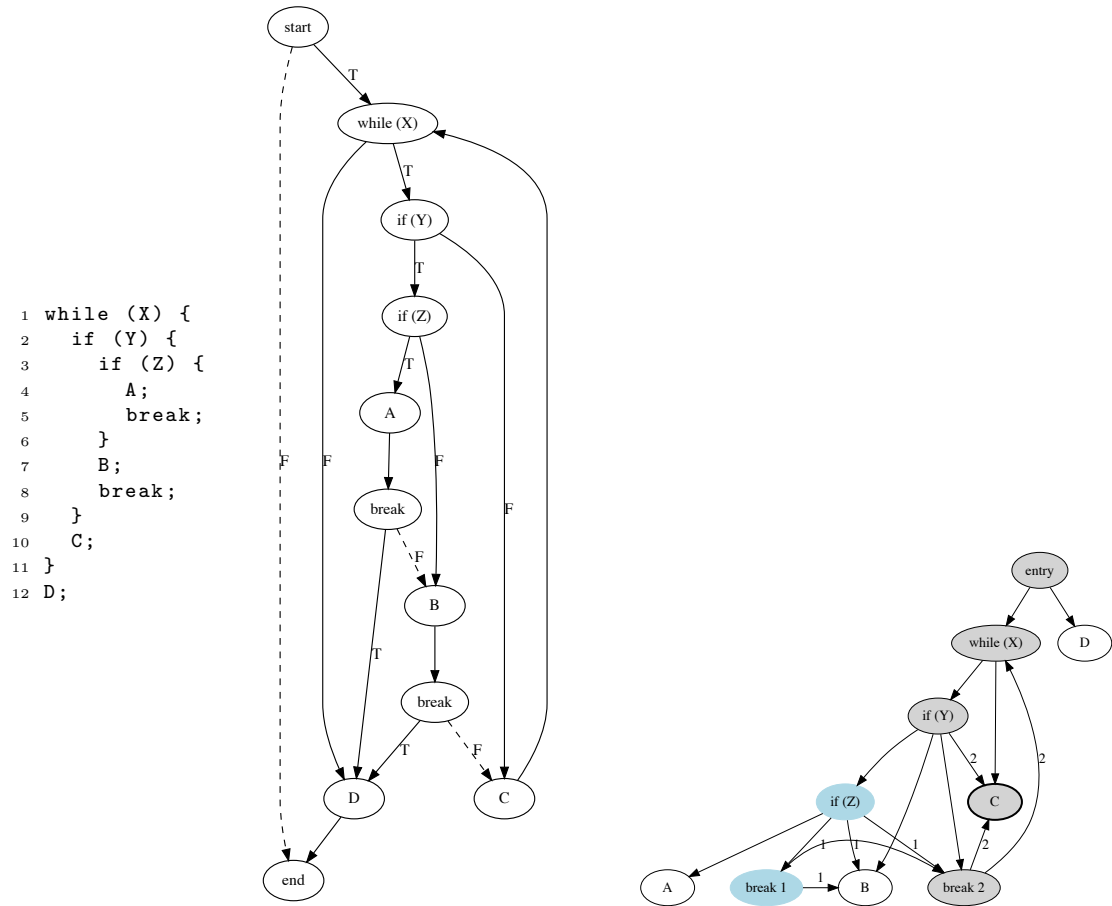 1 while (X) {
2 if (Y) {
3 if (Z) {
4 A;
5 break;
6 }
7 B;
8 break;
9 }
10 C;
11 }
12 D;
start
T
while (X)
T
if (Y)
T
if (Z)
T
A
F
F
F
F
break
F
B
T
break
T
F
D
C
end
entry
while (X)
D
if (Y)
2
2
if (Z)
C
1
1
1
2
A
break 1
1
B
break 2